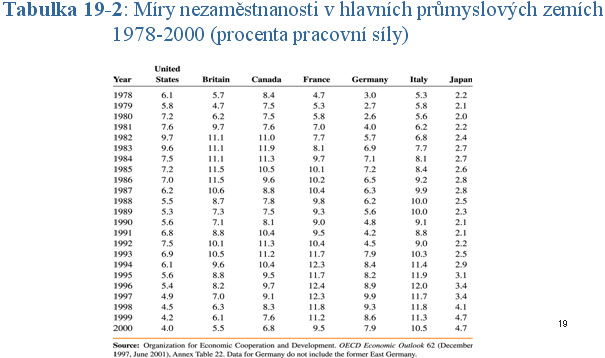 Tabulka 19-2: Míry nezaměstnanosti v hlavních průmyslových zemích
1978-2000 (procenta pracovní síly)
United
Year States Britain Canada France Germany Italy Japan
1978 6.1 5.7 8.4 4.7 3.0 5.3 2.2
1979 5.8 4.7 7.5 5.3 2.7 5.8 2.1
1980 7.2 6.2 7.5 5.8 2.6 5.6 2.0
1981 7.6 9.7 7.6 7.0 4.0 6.2 2.2
1982 9.7 11.1 11.0 7.7 5.7 6.8 2.4
1983 9.6 11.1 11.9 8.1 6.9 7.7 2.7
1984 7.5 11.1 11.3 9.7 7.1 8.1 2.7
1985 7.2 11.5 10.5 10.1 7.2 8.4 2.6
1986 7.0 11.5 9.6 10.2 6.5 9.2 2.8
1987 6.2 10.6 8.8 10.4 6.3 9.9 2.8
1988 5.5 8.7 7.8 9.8 6.2 10.0 2.5
1989 5.3 7.3 7.5 9.3 5.6 10.0 2.3
1990 5.6 7.1 8.1 9.0 4.8 9.1 2.1
1991 6.8 8.8 10.4 9.5 4.2 8.8 2.1
1992 7.5 10.1 11.3 10.4 4.5 9.0 2.2
1993 6.9 10.5 11.2 11.7 7.9 10.3 2.5
1994 6.1 9.6 10.4 12.3 8.4 11.4 2.9
1995 5.6 8.8 9.5 11.7 8.2 11.9 3.1
1996 5.4 8.2 9.7 12.4 8.9 12.0 3.4
1997 4.9 7.0 9.1 12.3 9.9 11.7 3.4
1998 4.5 6.3 8.3 11.8 9.3 11.8 4.1
1999 4.2 6.1 7.6 11.2 8.6 11.3 4.7
2000 4.0 5.5 6.8 9.5 7.9 10.5 4.7
Source: Organization for Economic Cooperation and Development. OECD Economic Outlook 62 (December
1997, June 2001), Annex Table 22. Data for Germany do not include the former East Germany.
19